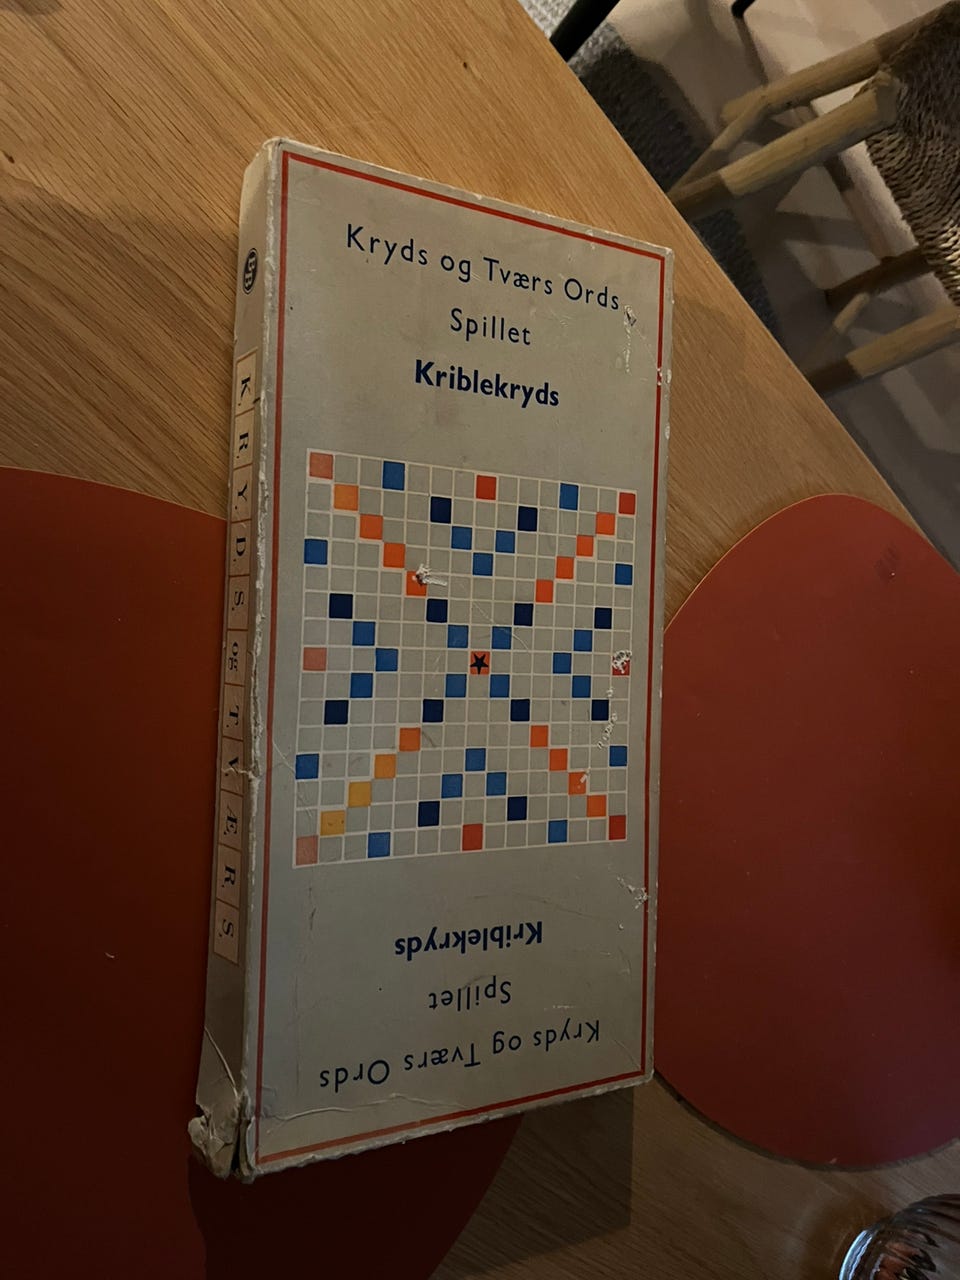 Kryds og Tværs Ords
Spillet
Kriblekryds
Kriblekryds
Spillet
Kryds og Tværs Ords
K. R. Y. D. S. og T. V. Æ. R. S.